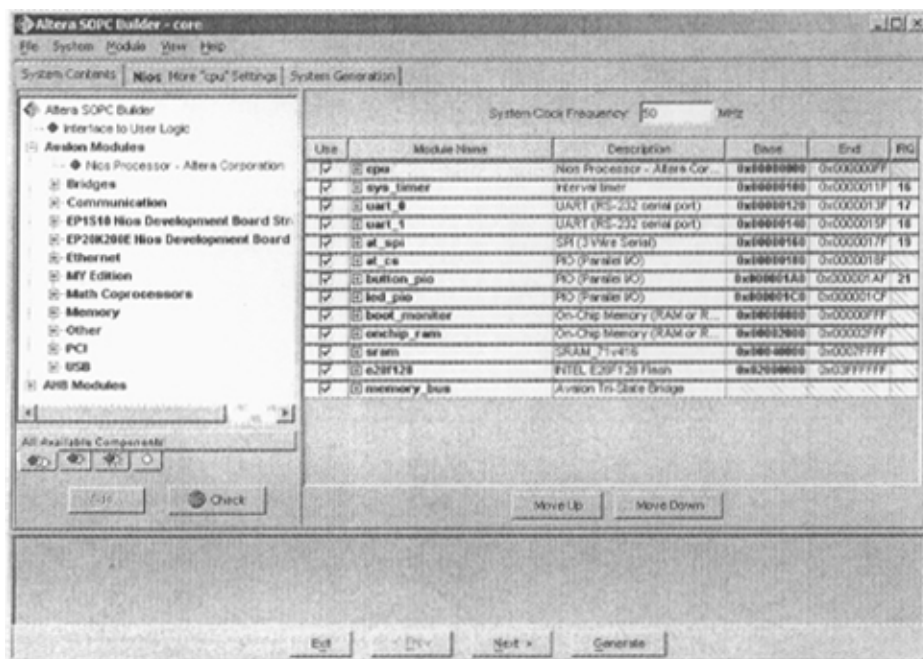 Altera SOPC Builder - core
File System Module View Help
System Contents Nios More "cpu" Settings System Generation
Altera SOPC Builder
Interface to User Logic
Avalon Modules
Nios Processor - Altera Corporation
Bridges
Communication
EP1S10 Nios Development Board Str
EP20K200E Nios Development Board
Ethernet
MY Edition
Math Coprocessors
Memory
Other
PCI
USB
AHB Modules
All Available Components
Check
System Clock Frequency: 50 MHz
Use Module Name Description Base End IRQ
cpu Nios Processor - Altera Cor... 0x00000000 0x000000FF
sys_timer Interval timer 0x00000100 0x0000011F 16
uart_0 UART (RS-232 serial port) 0x00000120 0x0000013F 17
uart_1 UART (RS-232 serial port) 0x00000140 0x0000015F 18
at_spi SPI (3 Wire Serial) 0x00000160 0x0000017F 19
at_cs PIO (Parallel I/O) 0x00000180 0x0000018F
button_pio PIO (Parallel I/O) 0x000001A0 0x000001AF 21
led_pio PIO (Parallel I/O) 0x000001C0 0x000001CF
boot_monitor On-Chip Memory (RAM or R... 0x00000FFF
onchip_ram On-Chip Memory (RAM or R... 0x00002000 0x00002FFF
sram SRAM_71v416 0x00040000 0x0007FFFF
e28f128 INTEL E28F128 Flash 0x02000000 0x03FFFFFF
memory_bus Avalon Tri-State Bridge
Move Up Move Down
Exit Next > Generate